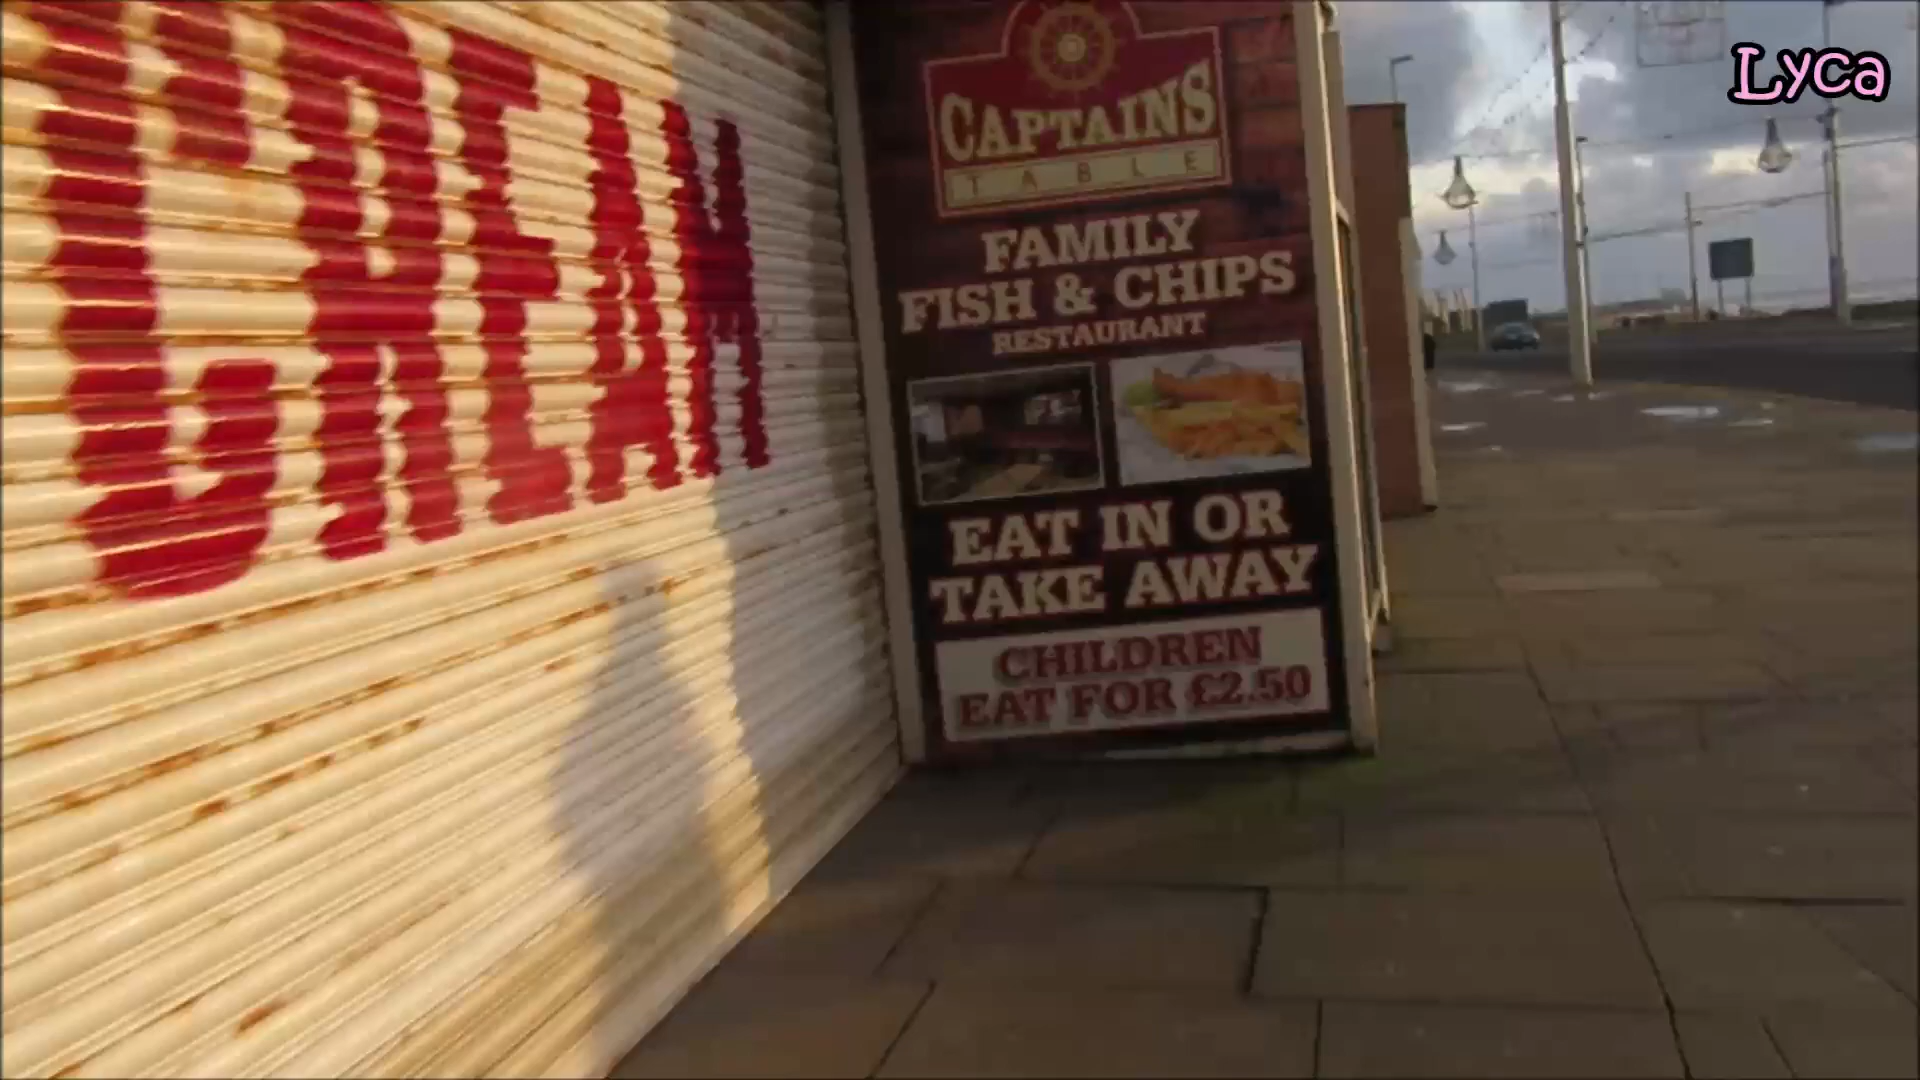 CREAM
CAPTAINS
TABLE
FAMILY
FISH & CHIPS
RESTAURANT
EAT IN OR
TAKE AWAY
CHILDREN
EAT FOR £2.50
Lyca